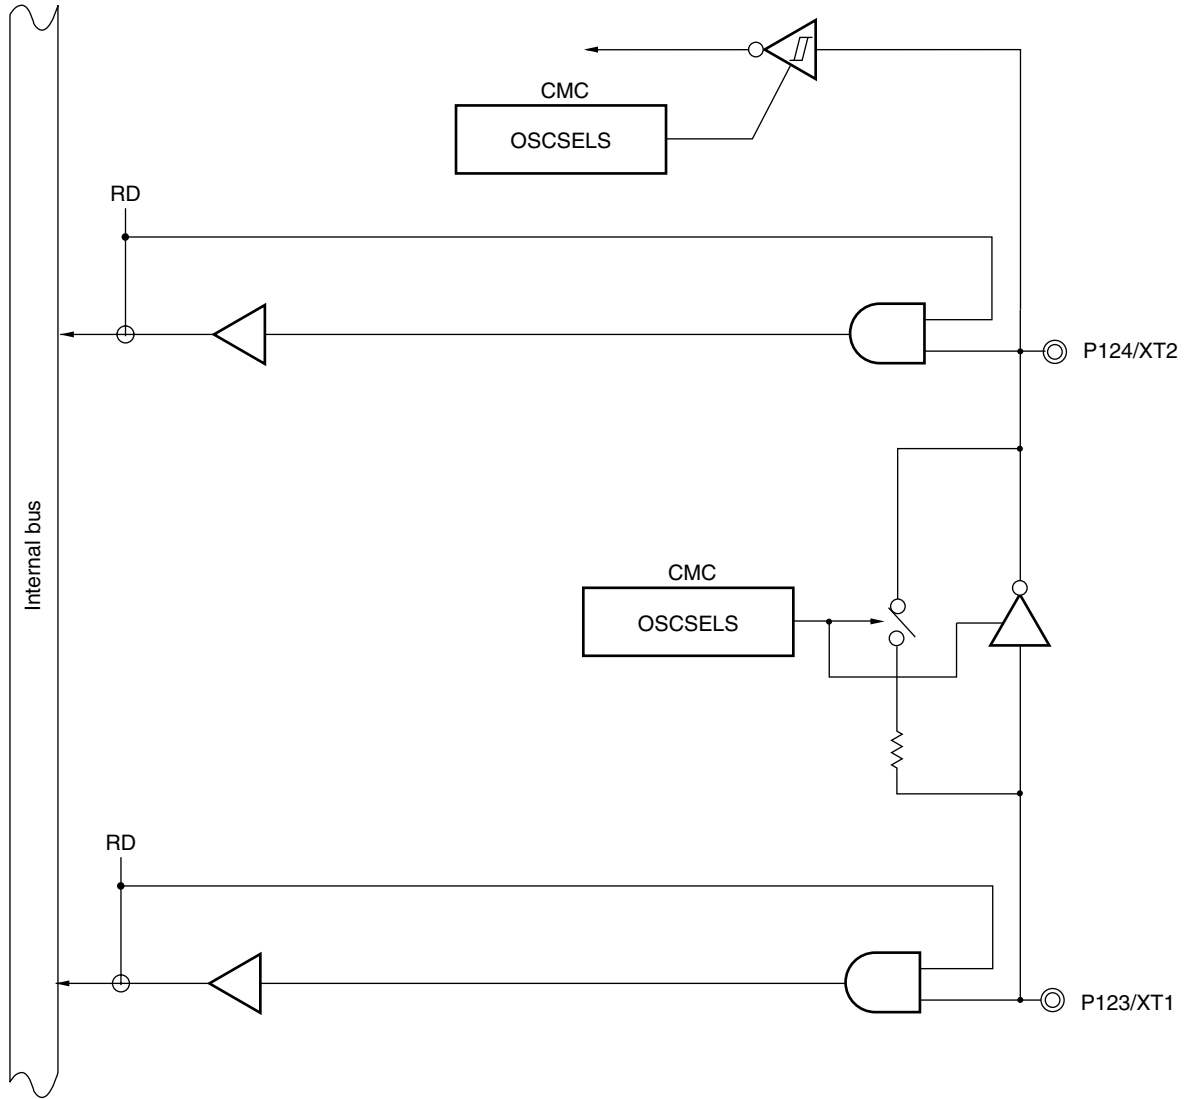 CMC
OSCSELS
RD
P124/XT2
Internal bus
CMC
OSCSELS
RD
P123/XT1